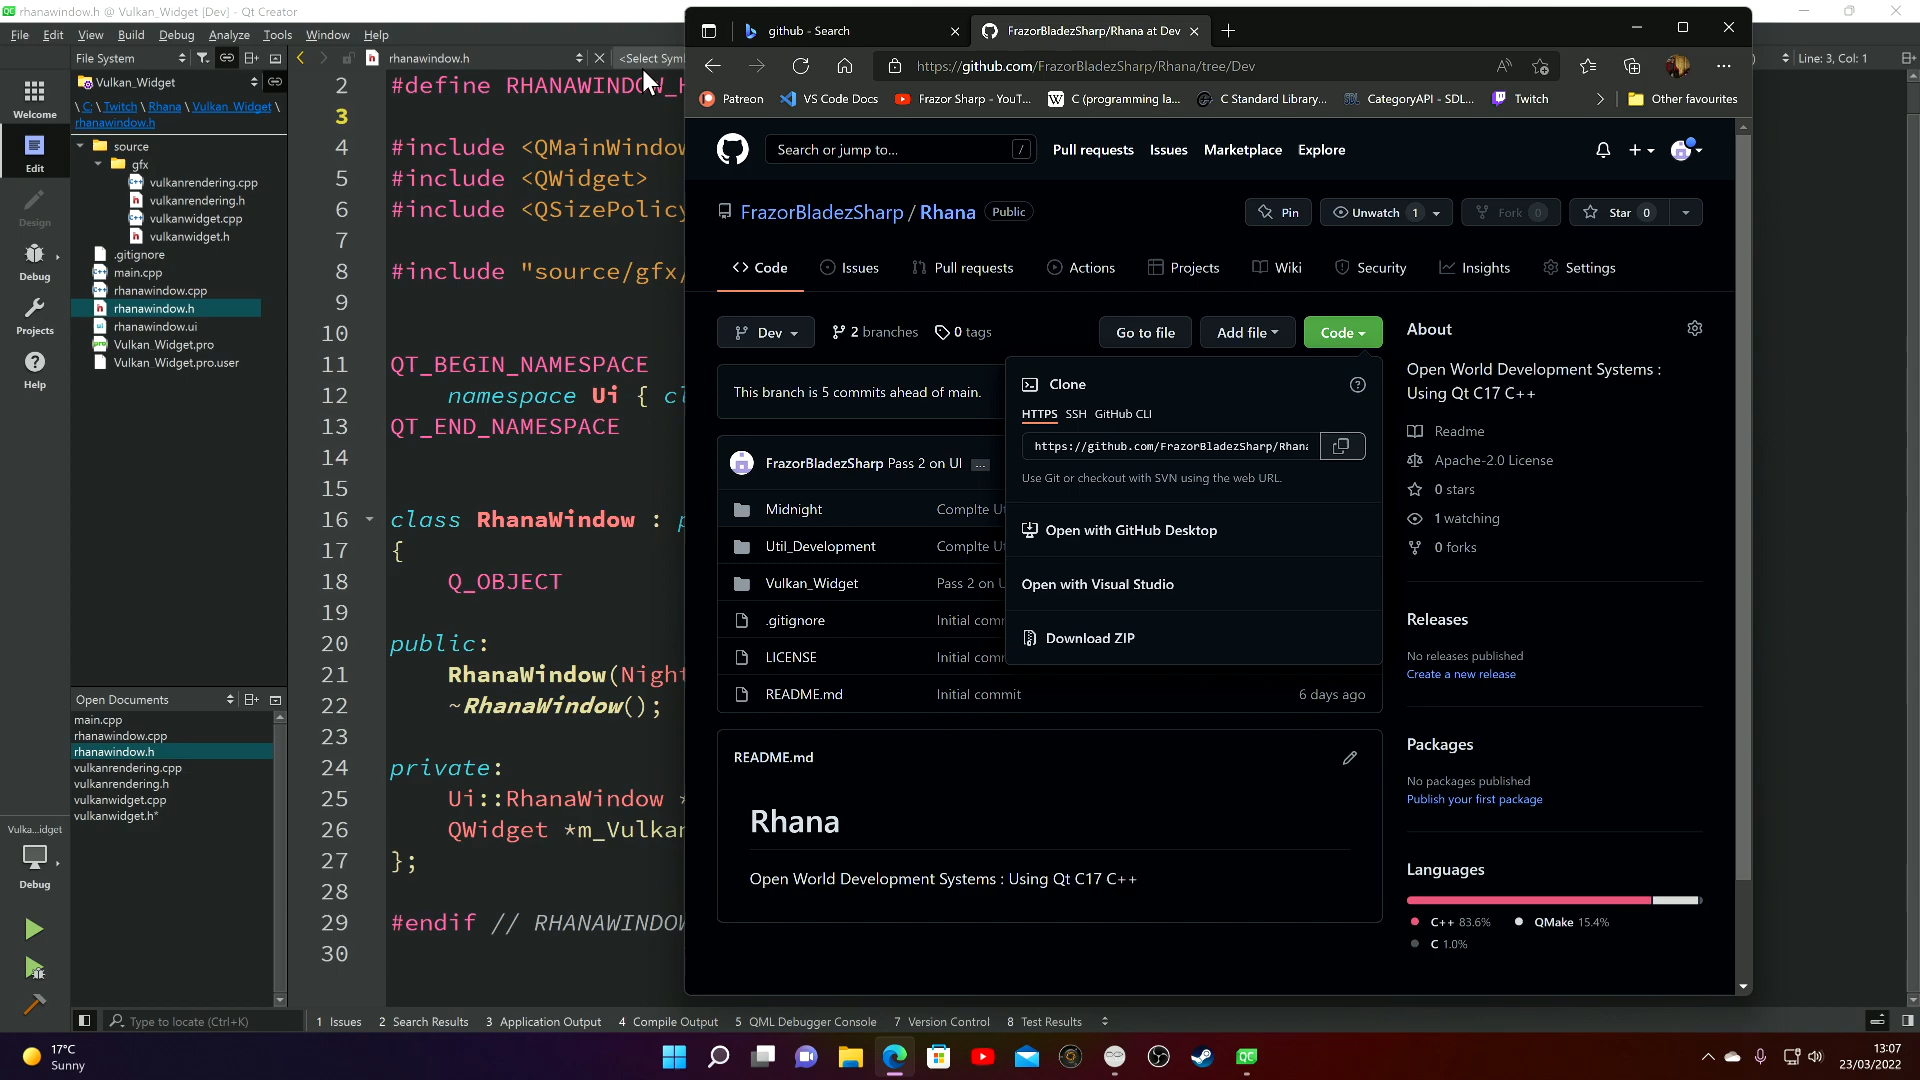 rhanawindow.h @ Vulkan_Widget [Dev] - Qt Creator
File Edit View Build Debug Analyze Tools Window Help
File System
rhanawindow.h
<Select Symb
Line: 3, Col: 1
Vulkan_Widget
\ C: \ Twitch \ Rhana \ Vulkan_Widget \
rhanawindow.h
source
gfx
vulkanrendering.cpp
vulkanrendering.h
vulkanwidget.cpp
vulkanwidget.h
.gitignore
main.cpp
rhanawindow.cpp
rhanawindow.h
rhanawindow.ui
Vulkan_Widget.pro
Vulkan_Widget.pro.user
Welcome
Edit
Design
Debug
Projects
Help
Vulka...idget
Debug
Open Documents
main.cpp
rhanawindow.cpp
rhanawindow.h
vulkanrendering.cpp
vulkanrendering.h
vulkanwidget.cpp
vulkanwidget.h*
2 #define RHANAWINDOW_H
3
4 #include <QMainWindow
5 #include <QWidget>
6 #include <QSizePolicy
7
8 #include "source/gfx/
9
10
11 QT_BEGIN_NAMESPACE
12 namespace Ui { cl
13 QT_END_NAMESPACE
14
15
16 class RhanaWindow : p
17 {
18 Q_OBJECT
19
20 public:
21 RhanaWindow(Night
22 ~RhanaWindow();
23
24 private:
25 Ui::RhanaWindow *
26 QWidget *m_Vulkan
27 };
28
29 #endif // RHANAWINDOW
30
Type to locate (Ctrl+K)
1 Issues 2 Search Results 3 Application Output 4 Compile Output 5 QML Debugger Console 7 Version Control 8 Test Results
github - Search
FrazorBladezSharp/Rhana at Dev
https://github.com/FrazorBladezSharp/Rhana/tree/Dev
Patreon
VS Code Docs
Frazor Sharp - YouT...
C (programming la...
C Standard Library...
CategoryAPI - SDL...
Twitch
Other favourites
Search or jump to... /
Pull requests Issues Marketplace Explore
FrazorBladezSharp / Rhana Public
Pin
Unwatch 1
Fork 0
Star 0
<> Code
Issues
Pull requests
Actions
Projects
Wiki
Security
Insights
Settings
Dev
2 branches
0 tags
Go to file
Add file
Code
This branch is 5 commits ahead of main.
FrazorBladezSharp Pass 2 on UI ...
Midnight Complte Ut
Util_Development Complte Ut
Vulkan_Widget Pass 2 on U
.gitignore Initial comm
LICENSE Initial comm
README.md Initial commit 6 days ago
Clone
HTTPS SSH GitHub CLI
https://github.com/FrazorBladezSharp/Rhana
Use Git or checkout with SVN using the web URL.
Open with GitHub Desktop
Open with Visual Studio
Download ZIP
README.md
Rhana
Open World Development Systems : Using Qt C17 C++
About
Open World Development Systems :
Using Qt C17 C++
Readme
Apache-2.0 License
0 stars
1 watching
0 forks
Releases
No releases published
Create a new release
Packages
No packages published
Publish your first package
Languages
C++ 83.6%
QMake 15.4%
C 1.0%
17°C
Sunny
QC
13:07
23/03/2022